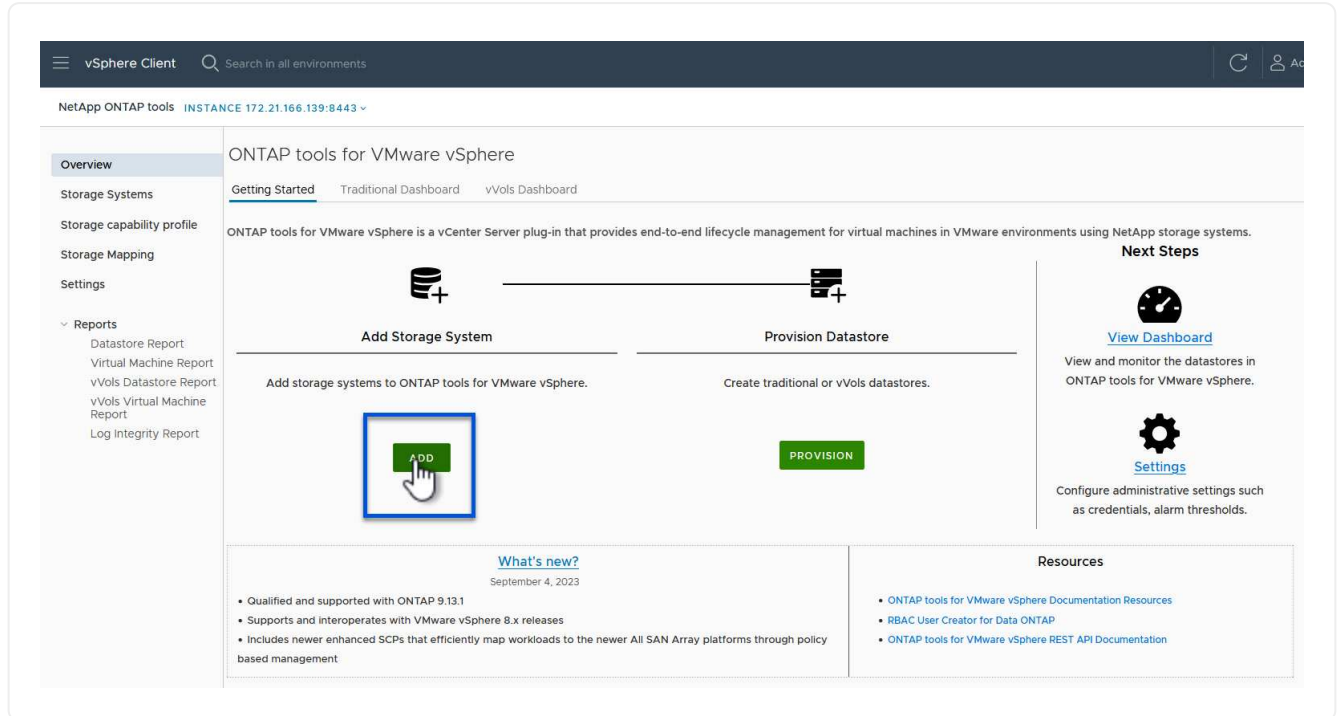 vSphere Client
Search in all environments
NetApp ONTAP tools INSTANCE 172.21.166.139:8443
Overview
Storage Systems
Storage capability profile
Storage Mapping
Settings
Reports
Datastore Report
Virtual Machine Report
vVols Datastore Report
vVols Virtual Machine
Report
Log Integrity Report
ONTAP tools for VMware vSphere
Getting Started Traditional Dashboard vVols Dashboard
ONTAP tools for VMware vSphere is a vCenter Server plug-in that provides end-to-end lifecycle management for virtual machines in VMware environments using NetApp storage systems.
Add Storage System
Add storage systems to ONTAP tools for VMware vSphere.
ADD
Provision Datastore
Create traditional or vVols datastores.
PROVISION
Next Steps
View Dashboard
View and monitor the datastores in
ONTAP tools for VMware vSphere.
Settings
Configure administrative settings such
as credentials, alarm thresholds.
What's new?
September 4, 2023
• Qualified and supported with ONTAP 9.13.1
• Supports and interoperates with VMware vSphere 8.x releases
• Includes newer enhanced SCPs that efficiently map workloads to the newer All SAN Array platforms through policy
based management
Resources
• ONTAP tools for VMware vSphere Documentation Resources
• RBAC User Creator for Data ONTAP
• ONTAP tools for VMware vSphere REST API Documentation